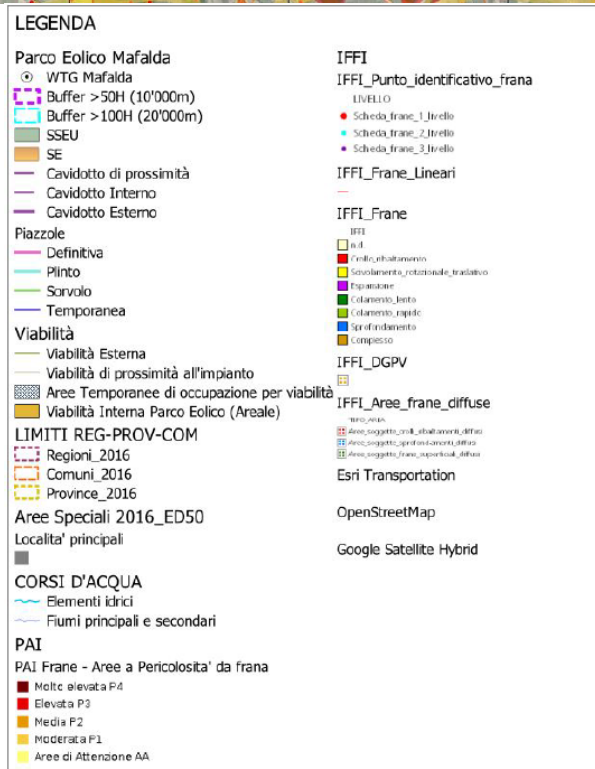 LEGENDA
Parco Eolico Mafalda
WTG Mafalda
Buffer >50H (10'000m)
Buffer >100H (20'000m)
SSEU
SE
Cavidotto di prossimità
Cavidotto Interno
Cavidotto Esterno
Piazzole
Definitiva
Plinto
Sorvolo
Temporanea
Viabilità
Viabilità Esterna
Viabilità di prossimità all'impianto
Aree Temporanee di occupazione per viabilità
Viabilità Interna Parco Eolico (Areale)
LIMITI REG-PROV-COM
Regioni_2016
Comuni_2016
Province_2016
Aree Speciali 2016_ED50
Localita' principali
CORSI D'ACQUA
Elementi idrici
Fiumi principali e secondari
PAI
PAI Frane - Aree a Pericolosita' da frana
Molto elevata P4
Elevata P3
Media P2
Moderata P1
Aree di Attenzione AA
IFFI
IFFI_Punto_identificativo_frana
LIVELLO
Scheda_frane_1_livello
Scheda_frane_2_livello
Scheda_frane_3_livello
IFFI_Frane_Lineari
IFFI_Frane
IFFI
n.d.
Crollo_ribaltamento
Scivolamento_rotazionale_traslativo
Espansione
Colamento_lento
Colamento_rapido
Sprofondamento
Complesso
IFFI_DGPV
IFFI_Aree_frane_diffuse
TIPO_AREA
Aree_soggette_crolli_ribaltamenti_diffusi
Aree_soggette_sprofondamenti_diffusi
Aree_soggette_frane_superficiali_diffuse
Esri Transportation
OpenStreetMap
Google Satellite Hybrid